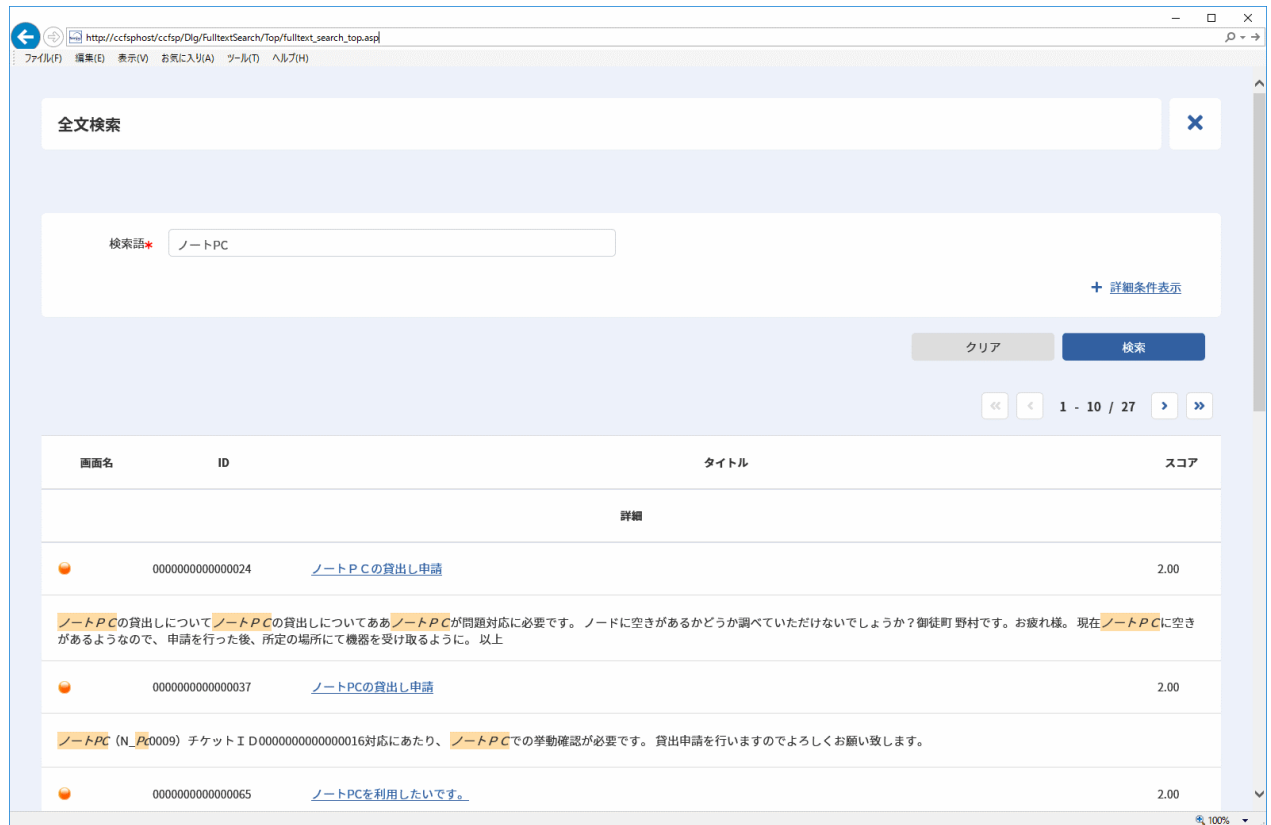 http://ccfsphost/ccfsp/Dlg/FulltextSearch/Top/fulltext_search_top.asp
ファイル(F) 編集(E) 表示(V) お気に入り(A) ツール(T) ヘルプ(H)
全文検索
検索語* ノートPC
+ 詳細条件表示
クリア 検索
« ‹ 1 - 10 / 27 › »
画面名 ID タイトル スコア
詳細
0000000000000024 ノートＰＣの貸出し申請 2.00
ノートＰＣの貸出しについてノートＰＣの貸出しについてああノートＰＣが問題対応に必要です。 ノードに空きがあるかどうか調べていただけないでしょうか？御徒町 野村です。お疲れ様。 現在ノートＰＣに空き
があるようなので、 申請を行った後、所定の場所にて機器を受け取るように。 以上
0000000000000037 ノートPCの貸出し申請 2.00
ノートPC（N_Pc0009）チケットＩＤ0000000000000016対応にあたり、 ノートＰＣでの挙動確認が必要です。 貸出申請を行いますのでよろしくお願い致します。
0000000000000065 ノートPCを利用したいです。 2.00
100%